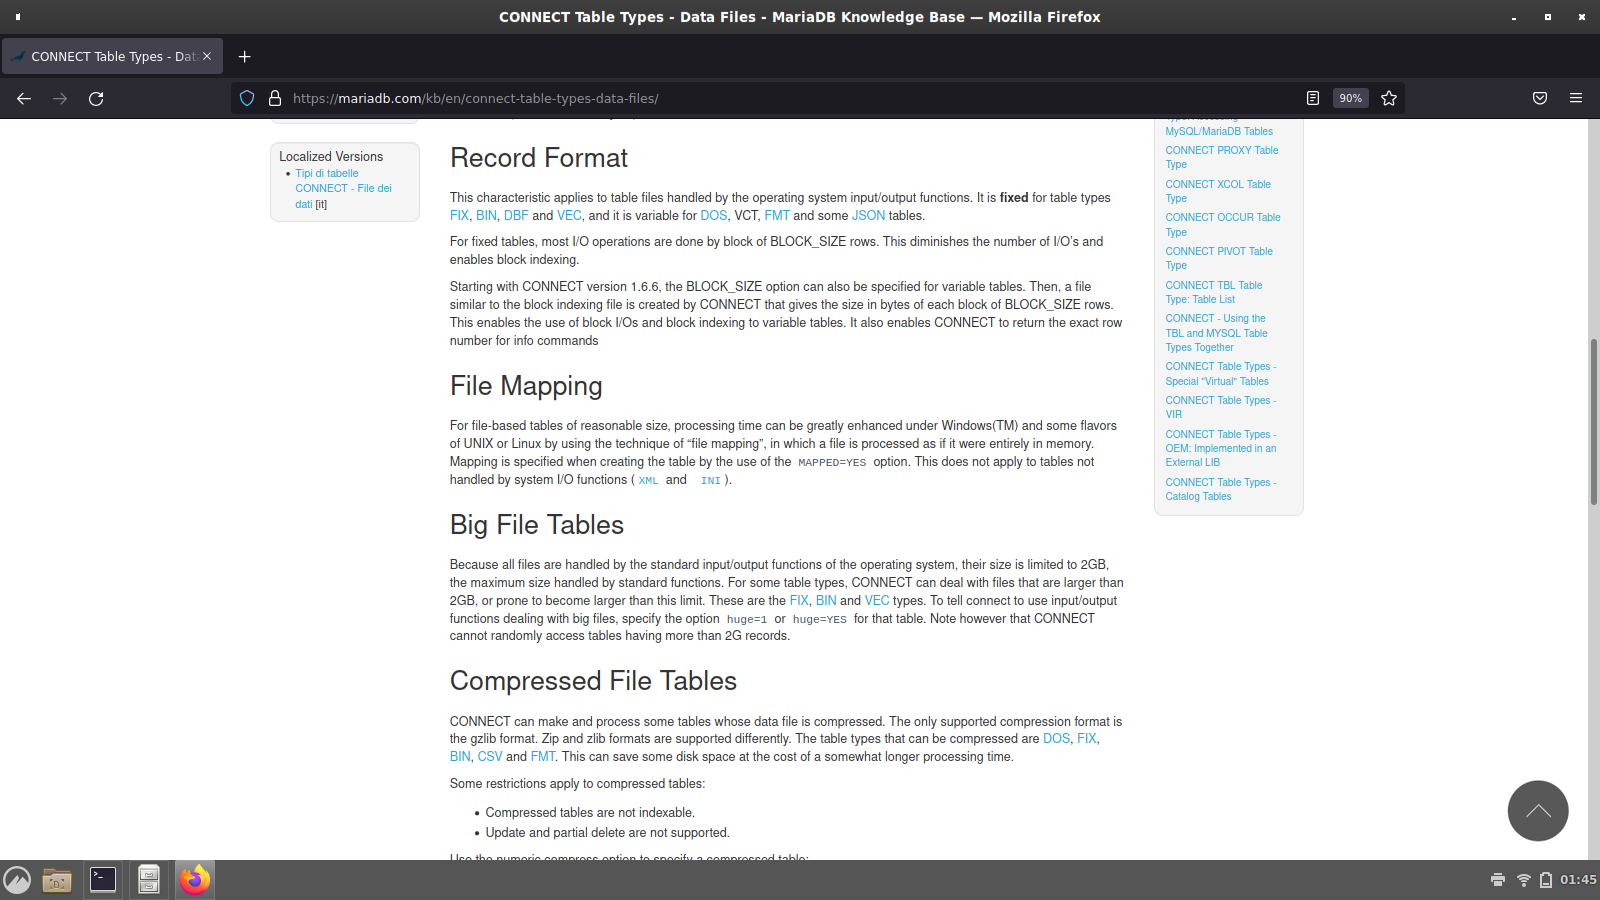 CONNECT Table Types - Data Files - MariaDB Knowledge Base — Mozilla Firefox
CONNECT Table Types - Dat
https://mariadb.com/kb/en/connect-table-types-data-files/
90%
Localized Versions
Tipi di tabelle
CONNECT - File dei
dati [it]
Record Format
This characteristic applies to table files handled by the operating system input/output functions. It is fixed for table types
FIX, BIN, DBF and VEC, and it is variable for DOS, VCT, FMT and some JSON tables.
For fixed tables, most I/O operations are done by block of BLOCK_SIZE rows. This diminishes the number of I/O's and
enables block indexing.
Starting with CONNECT version 1.6.6, the BLOCK_SIZE option can also be specified for variable tables. Then, a file
similar to the block indexing file is created by CONNECT that gives the size in bytes of each block of BLOCK_SIZE rows.
This enables the use of block I/Os and block indexing to variable tables. It also enables CONNECT to return the exact row
number for info commands
File Mapping
For file-based tables of reasonable size, processing time can be greatly enhanced under Windows(TM) and some flavors
of UNIX or Linux by using the technique of “file mapping”, in which a file is processed as if it were entirely in memory.
Mapping is specified when creating the table by the use of the MAPPED=YES option. This does not apply to tables not
handled by system I/O functions ( XML and INI ).
Big File Tables
Because all files are handled by the standard input/output functions of the operating system, their size is limited to 2GB,
the maximum size handled by standard functions. For some table types, CONNECT can deal with files that are larger than
2GB, or prone to become larger than this limit. These are the FIX, BIN and VEC types. To tell connect to use input/output
functions dealing with big files, specify the option huge=1 or huge=YES for that table. Note however that CONNECT
cannot randomly access tables having more than 2G records.
Compressed File Tables
CONNECT can make and process some tables whose data file is compressed. The only supported compression format is
the gzlib format. Zip and zlib formats are supported differently. The table types that can be compressed are DOS, FIX,
BIN, CSV and FMT. This can save some disk space at the cost of a somewhat longer processing time.
Some restrictions apply to compressed tables:
Compressed tables are not indexable.
Update and partial delete are not supported.
Use the numeric compress option to specify a compressed table:
Type: Accessing
MySQL/MariaDB Tables
CONNECT PROXY Table
Type
CONNECT XCOL Table
Type
CONNECT OCCUR Table
Type
CONNECT PIVOT Table
Type
CONNECT TBL Table
Type: Table List
CONNECT - Using the
TBL and MYSQL Table
Types Together
CONNECT Table Types -
Special "Virtual" Tables
CONNECT Table Types -
VIR
CONNECT Table Types -
OEM: Implemented in an
External LIB
CONNECT Table Types -
Catalog Tables
01:45